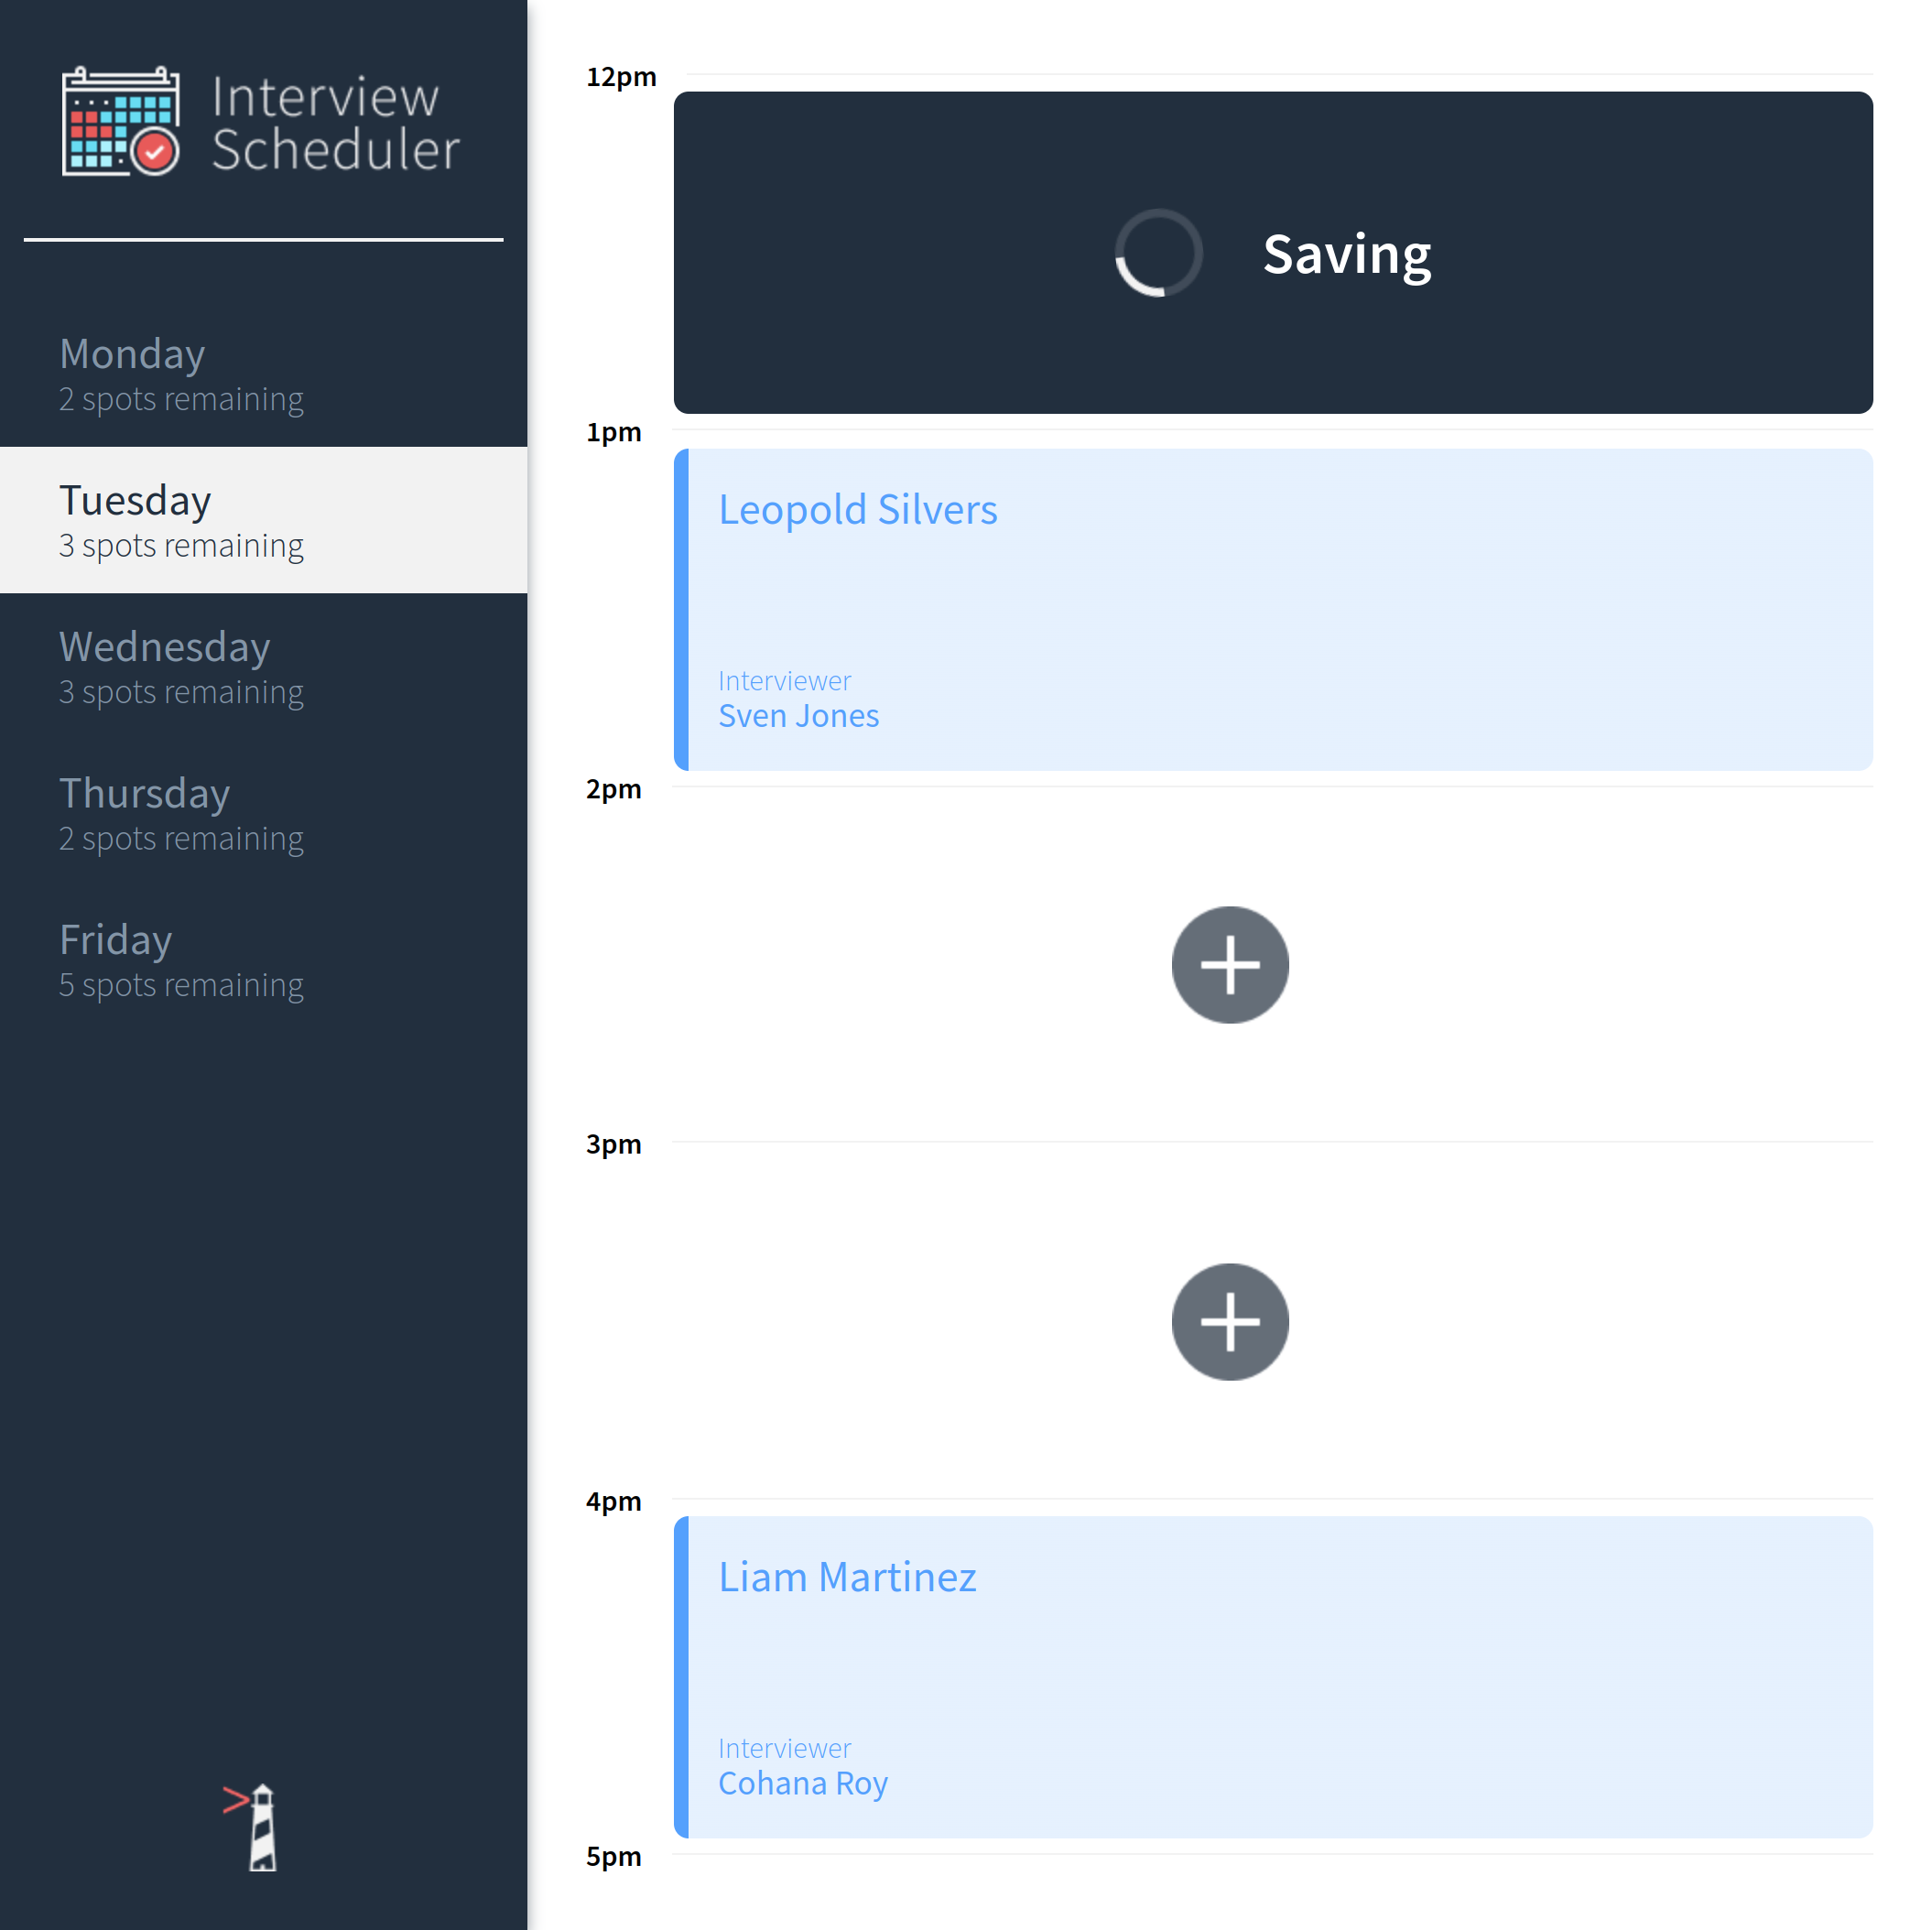 Interview
Scheduler
Monday
2 spots remaining
Tuesday
3 spots remaining
Wednesday
3 spots remaining
Thursday
2 spots remaining
Friday
5 spots remaining
12pm
Saving
1pm
Leopold Silvers
Interviewer
Sven Jones
2pm
3pm
4pm
Liam Martinez
Interviewer
Cohana Roy
5pm